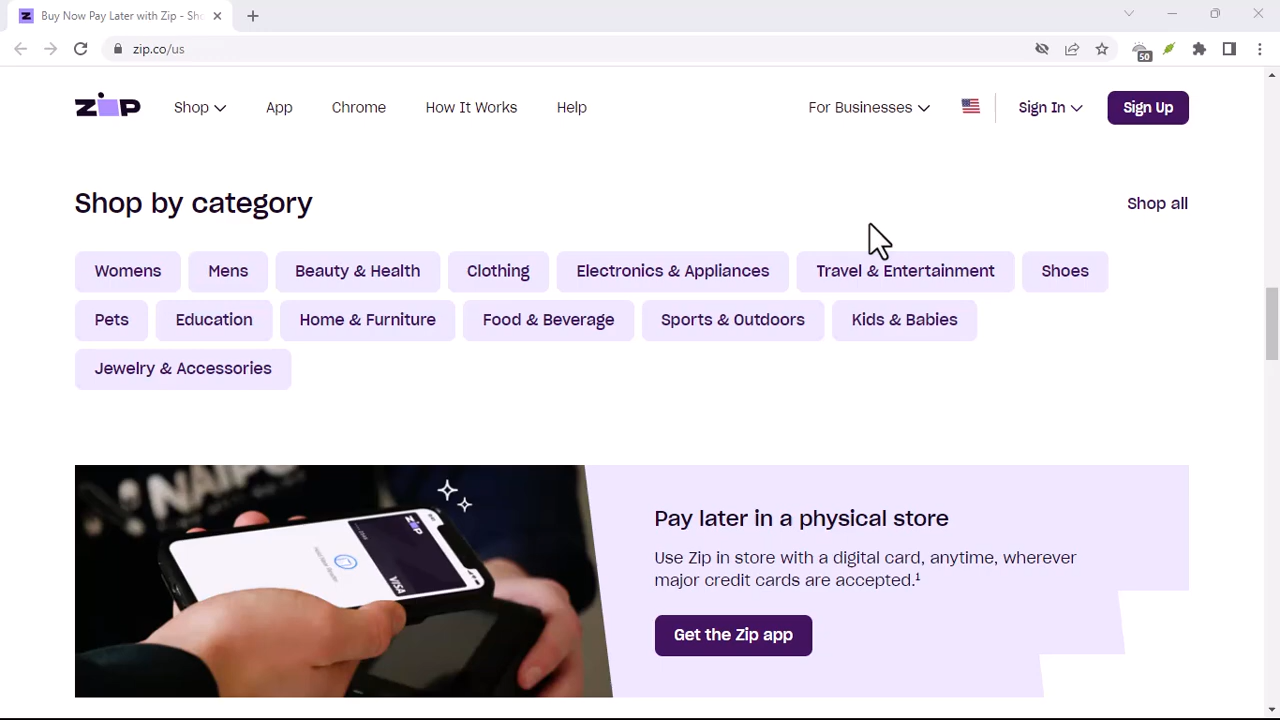 Buy Now Pay Later with Zip - Sho
zip.co/us
50
ZIP
Shop
App
Chrome
How It Works
Help
For Businesses
Sign In
Sign Up
Shop by category
Shop all
Womens
Mens
Beauty & Health
Clothing
Electronics & Appliances
Travel & Entertainment
Shoes
Pets
Education
Home & Furniture
Food & Beverage
Sports & Outdoors
Kids & Babies
Jewelry & Accessories
ZIP
VISA
Pay later in a physical store
Use Zip in store with a digital card, anytime, wherever
major credit cards are accepted.¹
Get the Zip app